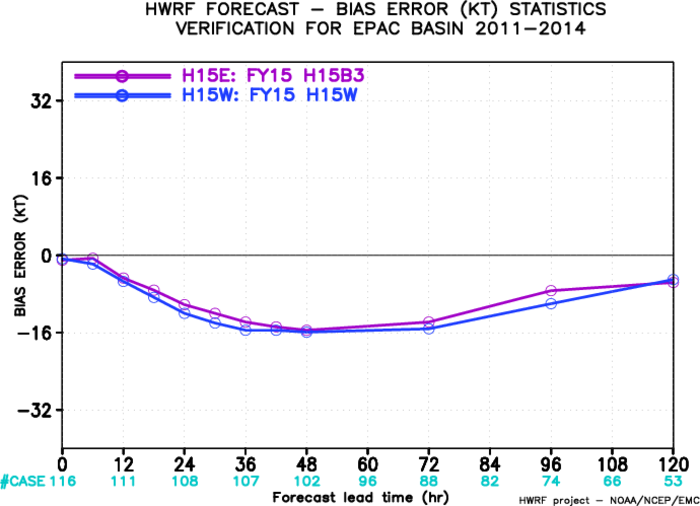 HWRF FORECAST – BIAS ERROR (KT) STATISTICS
VERIFICATION FOR EPAC BASIN 2011–2014
H15E: FY15 H15B3
H15W: FY15 H15W
BIAS ERROR (KT)
32
16
0
–16
–32
0 12 24 36 48 60 72 84 96 108 120
#CASE 116 111 108 107 102 96 88 82 74 66 53
Forecast lead time (hr)
HWRF project – NOAA/NCEP/EMC